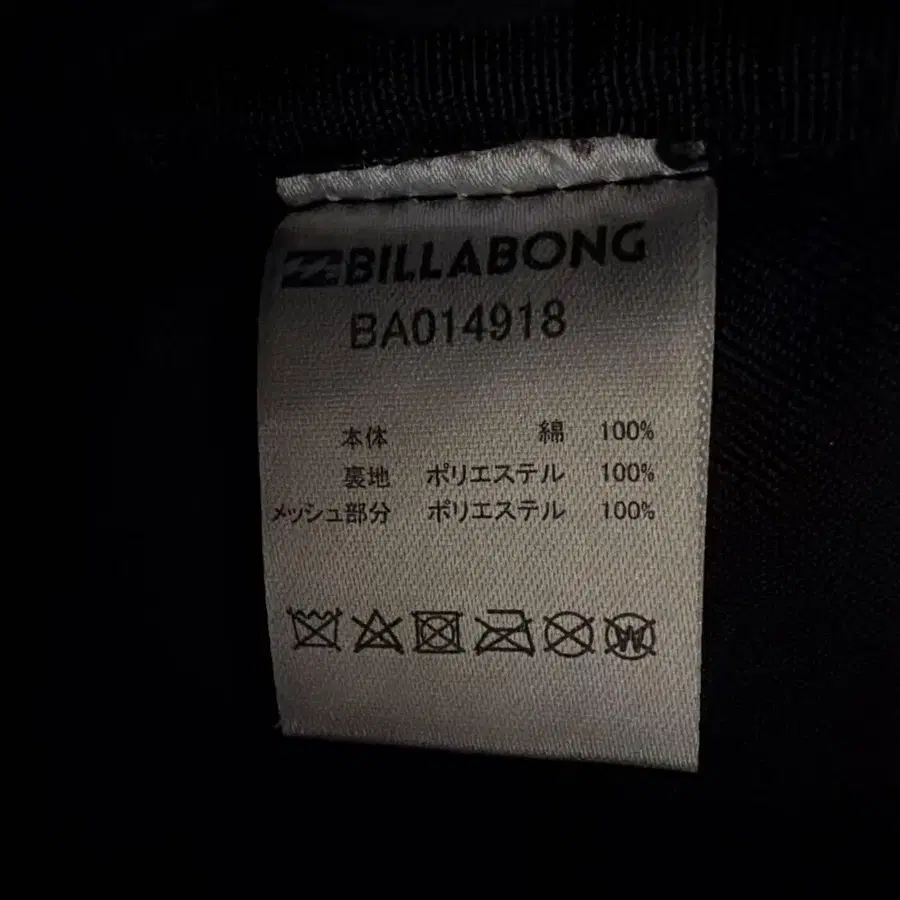 BILLABONG
BA014918
本体 綿 100%
裏地 ポリエステル 100%
メッシュ部分 ポリエステル 100%